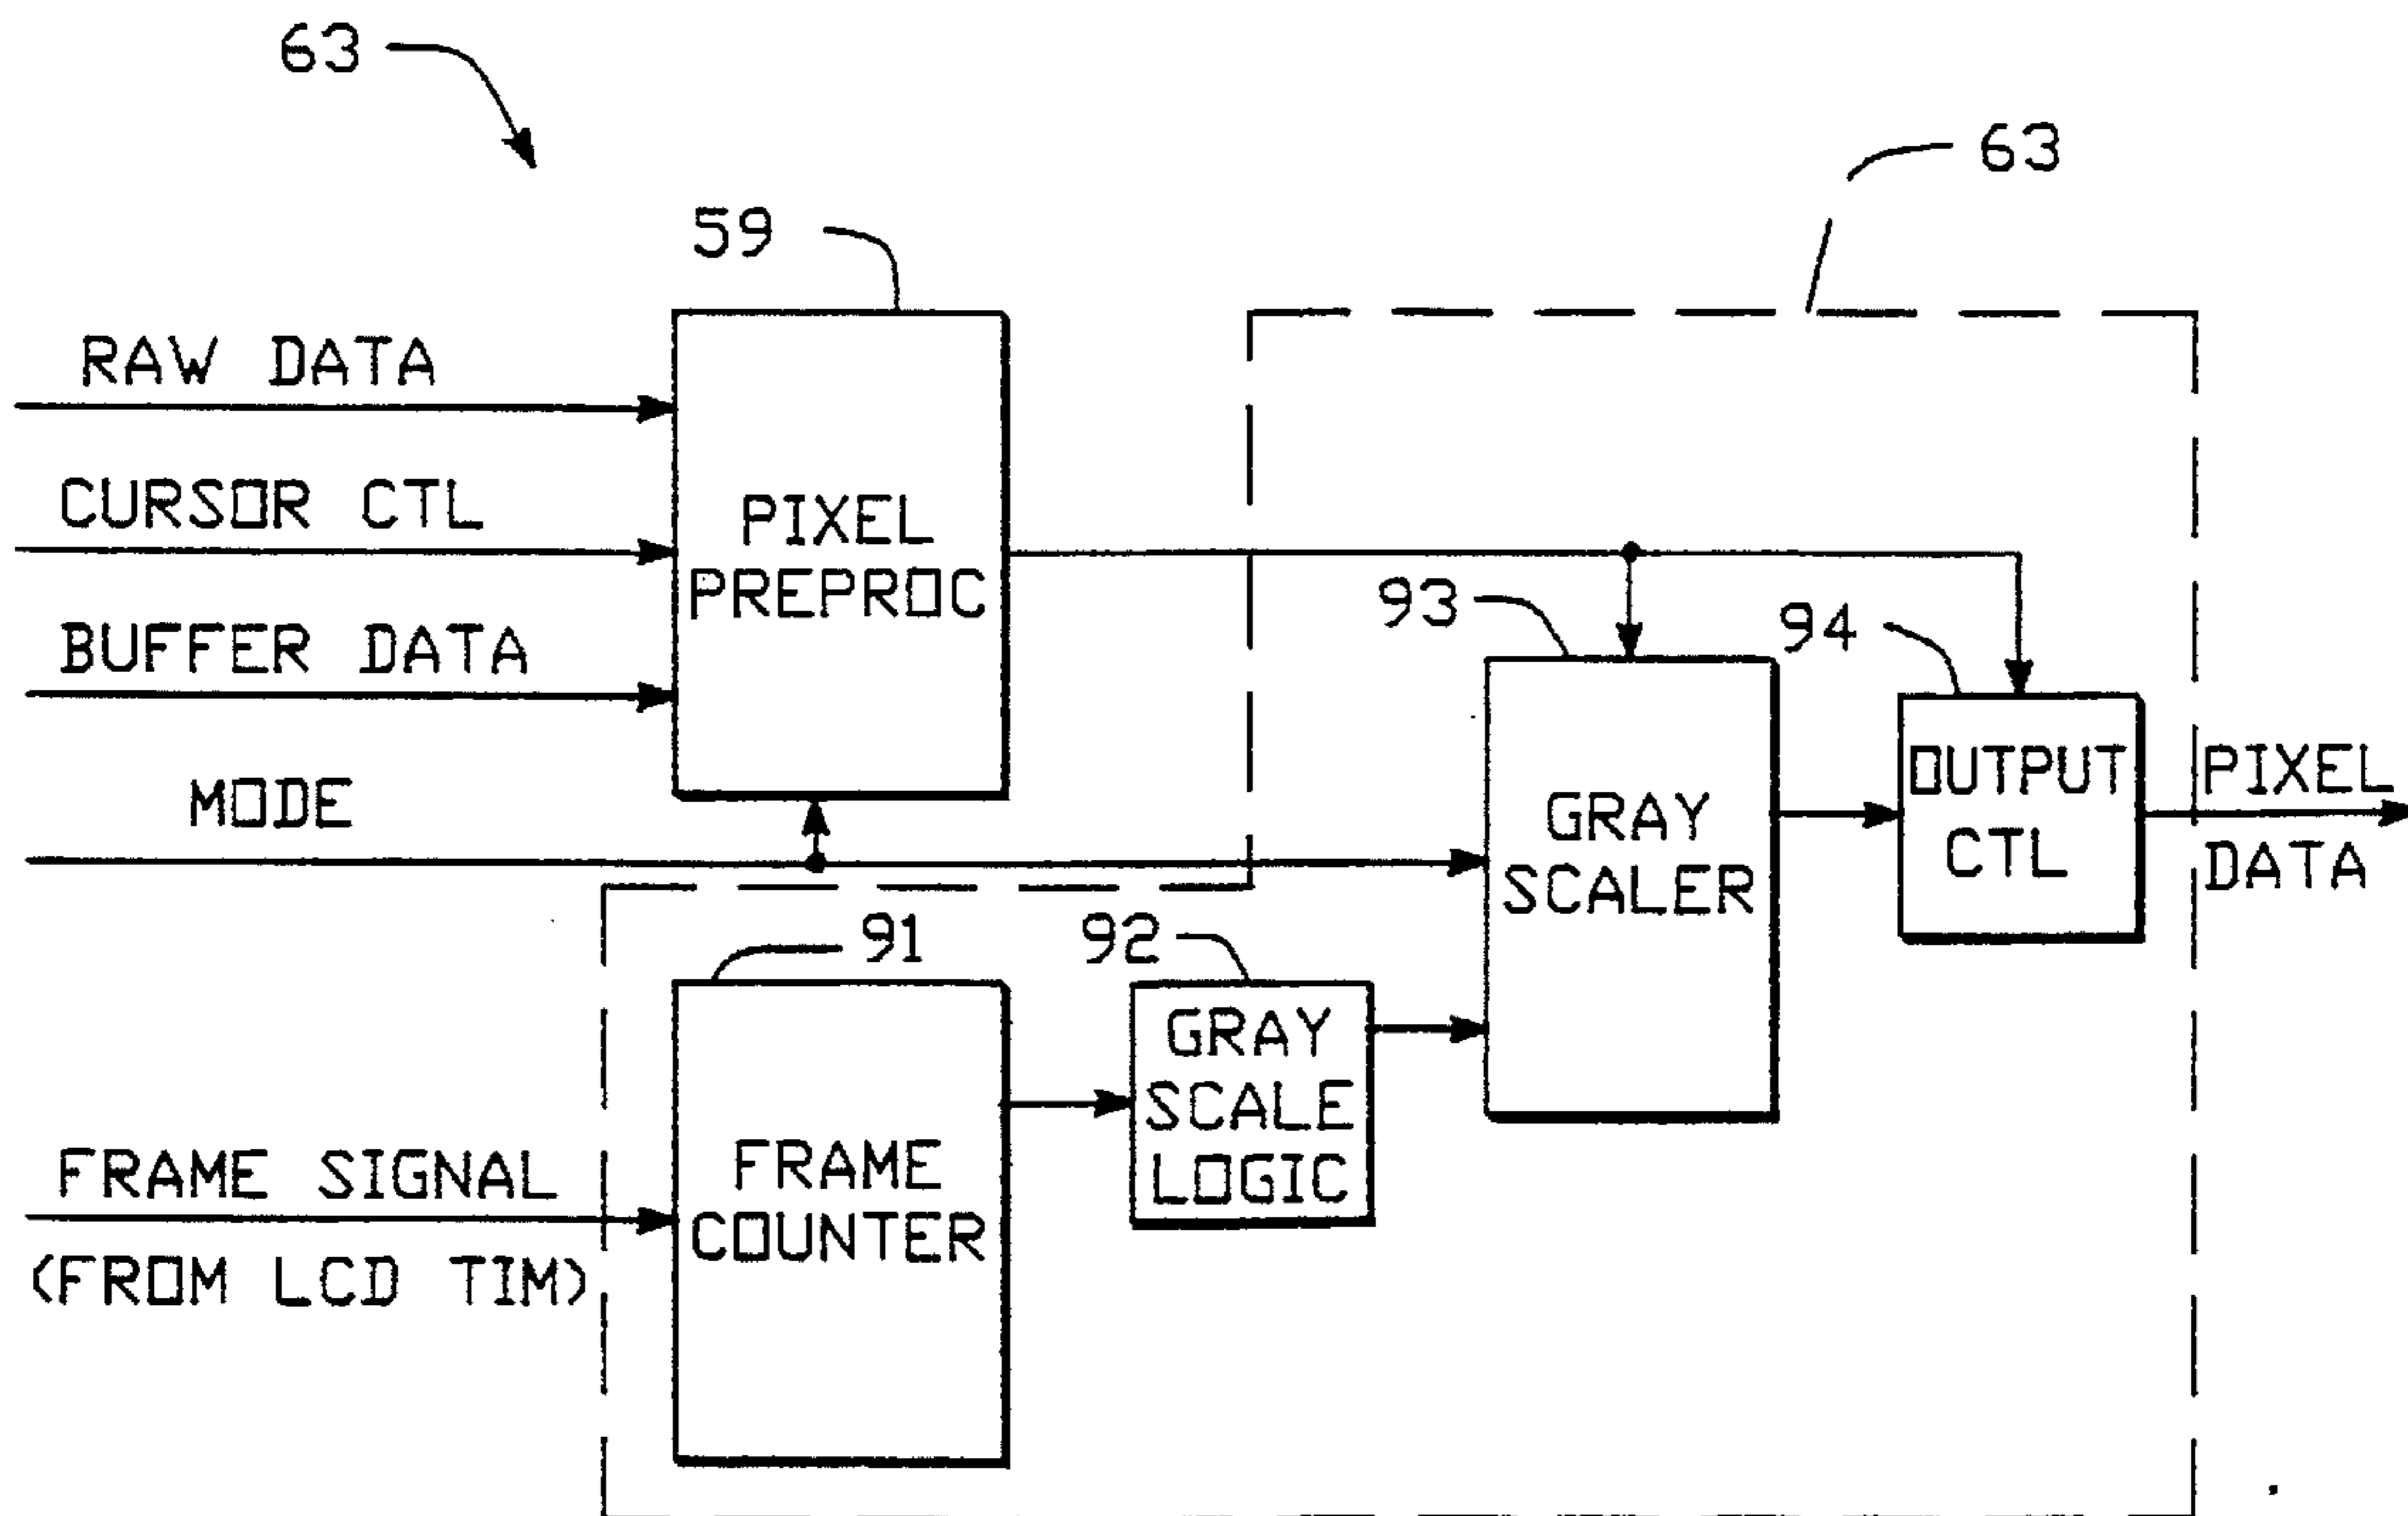 63
63
59
RAW DATA
CURSOR CTL
PIXEL
PREPROC
93
94
BUFFER DATA
MODE
GRAY
SCALER
OUTPUT
CTL
PIXEL
DATA
91
92
GRAY
SCALE
LOGIC
FRAME
COUNTER
FRAME SIGNAL
(FROM LCD TIM)